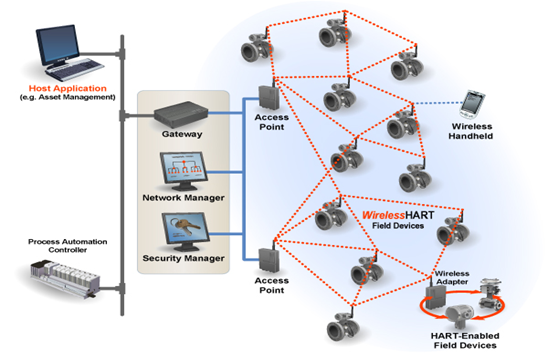 Host Application
(e.g. Asset Management)
Gateway
Access
Point
Wireless
Handheld
Network Manager
WirelessHART
Field Devices
Security Manager
Process Automation
Controller
Access
Point
Wireless
Adapter
HART-Enabled
Field Devices